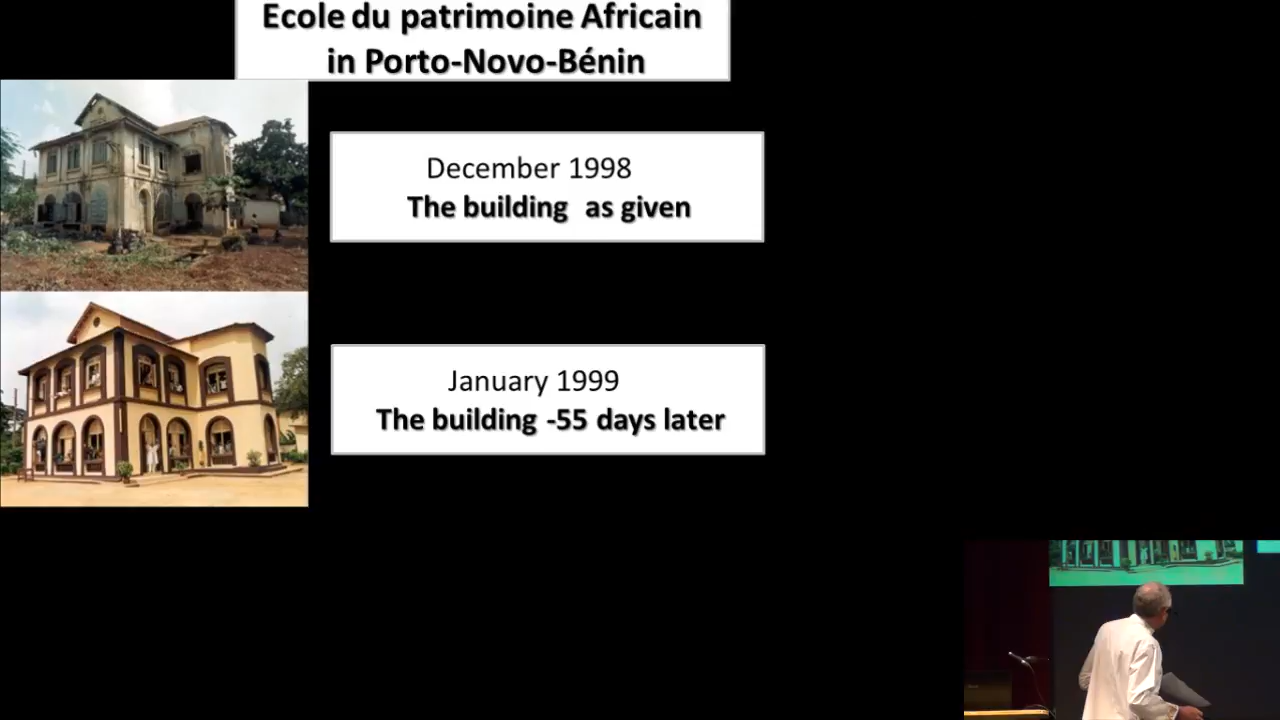 Ecole du patrimoine Africain
in Porto-Novo-Bénin
December 1998
The building as given
January 1999
The building -55 days later